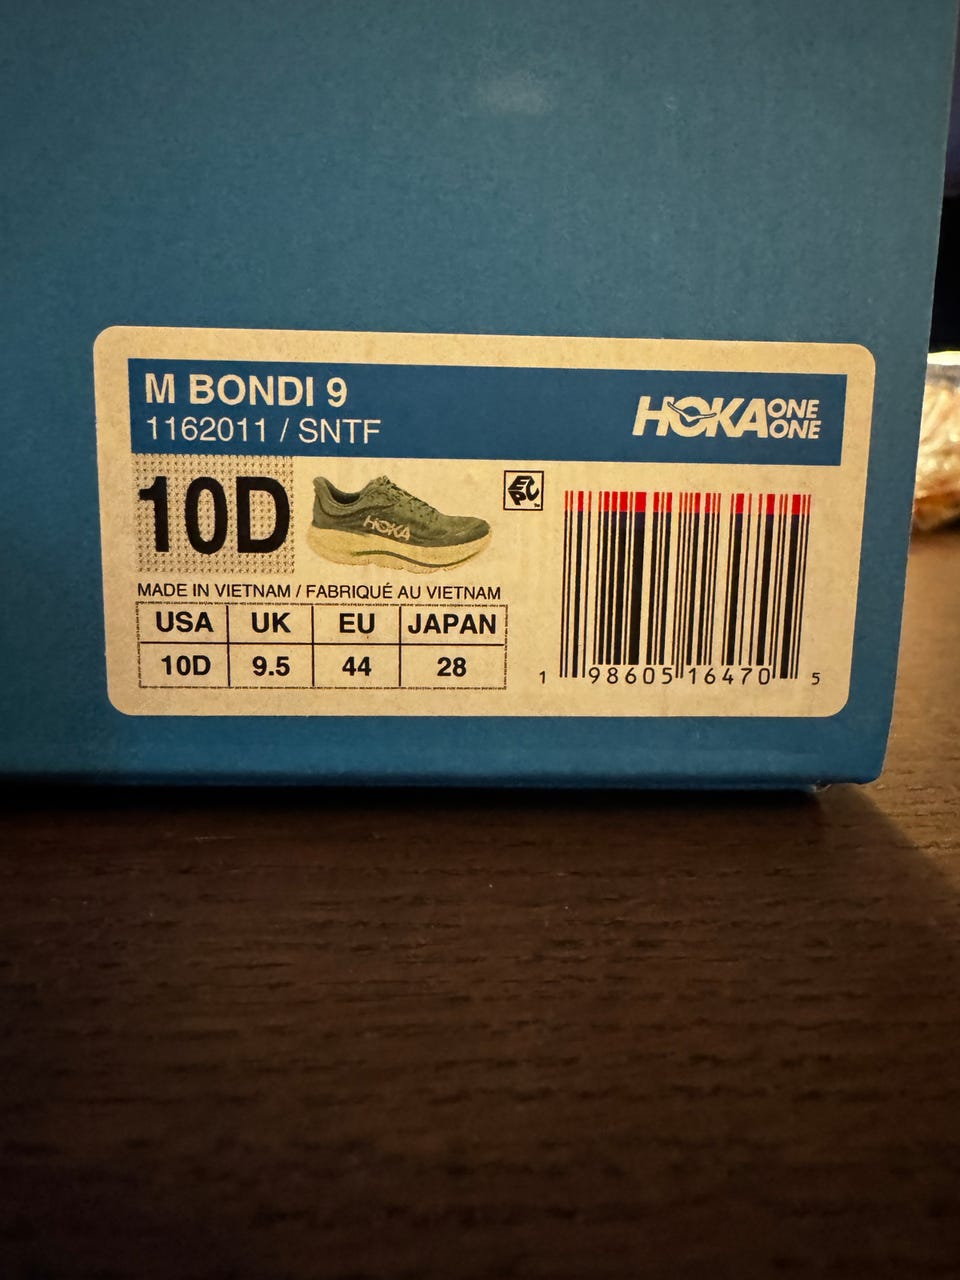 M BONDI 9
1162011 / SNTF
HOKA ONE ONE
10D
HOKA
EPC
MADE IN VIETNAM / FABRIQUÉ AU VIETNAM
USA UK EU JAPAN
10D 9.5 44 28
1 98605 16470 5